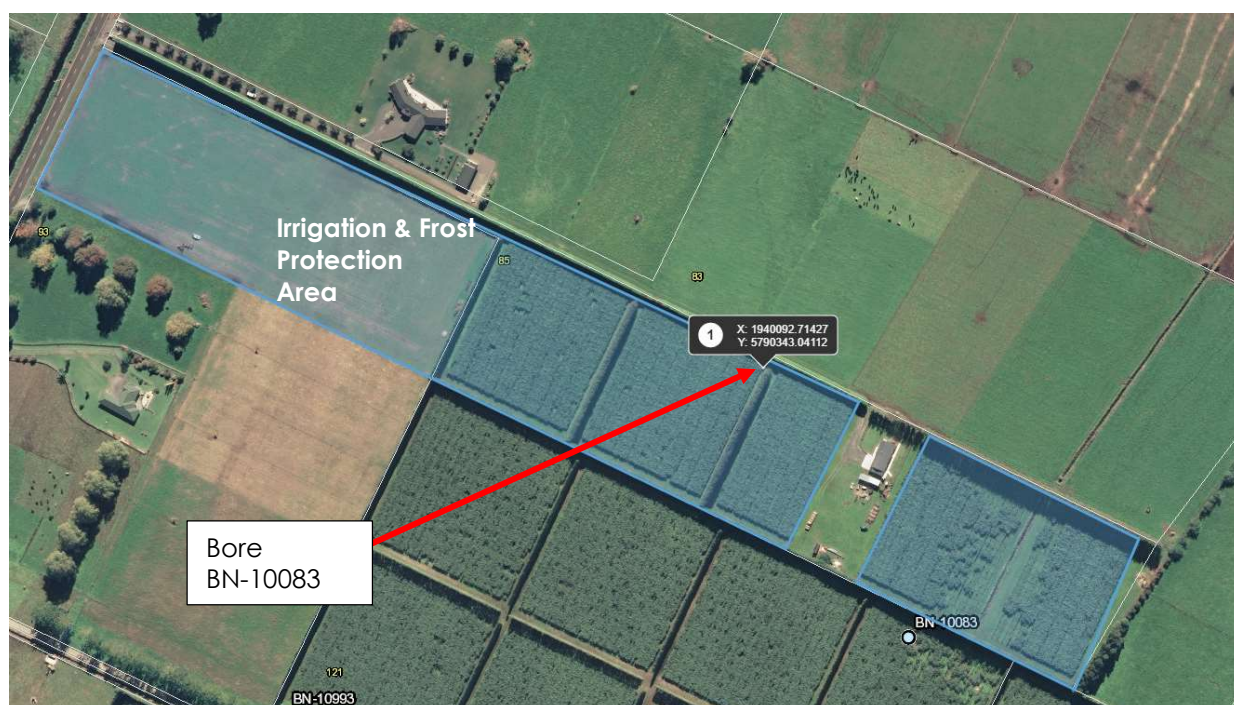 Irrigation & Frost
Protection
Area
93
85
83
1
X: 1940092.71427
Y: 5790343.04112
Bore
BN-10083
BN-10083
121
BN-10993